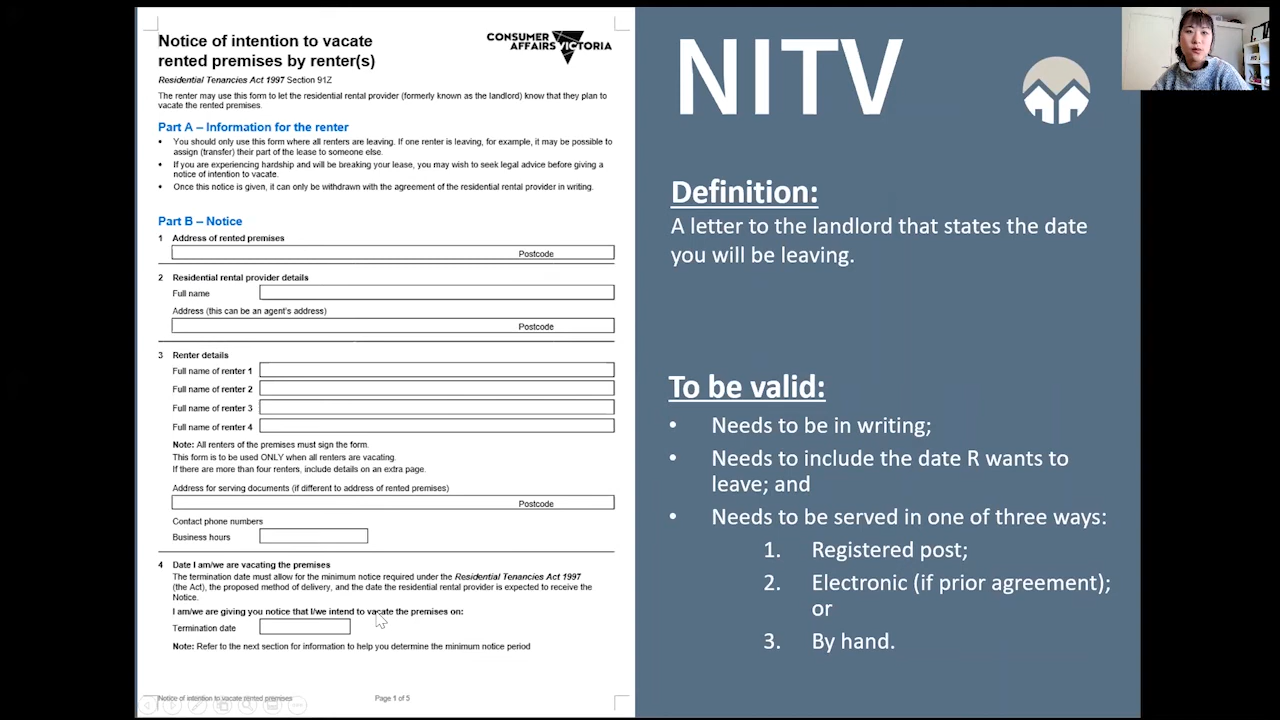 Notice of intention to vacate
rented premises by renter(s)
CONSUMER
AFFAIRS VICTORIA
Residential Tenancies Act 1997 Section 91Z
The renter may use this form to let the residential rental provider (formerly known as the landlord) know that they plan to
vacate the rented premises.
Part A – Information for the renter
• You should only use this form where all renters are leaving. If one renter is leaving, for example, it may be possible to
assign (transfer) their part of the lease to someone else.
• If you are experiencing hardship and will be breaking your lease, you may wish to seek legal advice before giving a
notice of intention to vacate.
• Once this notice is given, it can only be withdrawn with the agreement of the residential rental provider in writing.
Part B – Notice
1 Address of rented premises
Postcode
2 Residential rental provider details
Full name
Address (this can be an agent's address)
Postcode
3 Renter details
Full name of renter 1
Full name of renter 2
Full name of renter 3
Full name of renter 4
Note: All renters of the premises must sign the form.
This form is to be used ONLY when all renters are vacating.
If there are more than four renters, include details on an extra page.
Address for serving documents (if different to address of rented premises)
Postcode
Contact phone numbers
Business hours
4 Date I am/we are vacating the premises
The termination date must allow for the minimum notice required under the Residential Tenancies Act 1997
(the Act), the proposed method of delivery, and the date the residential rental provider is expected to receive the
Notice.
I am/we are giving you notice that I/we intend to vacate the premises on:
Termination date
Note: Refer to the next section for information to help you determine the minimum notice period
Notice of intention to vacate rented premises
Page 1 of 5
NITV
Definition:
A letter to the landlord that states the date
you will be leaving.
To be valid:
• Needs to be in writing;
• Needs to include the date R wants to
leave; and
• Needs to be served in one of three ways:
1. Registered post;
2. Electronic (if prior agreement);
or
3. By hand.